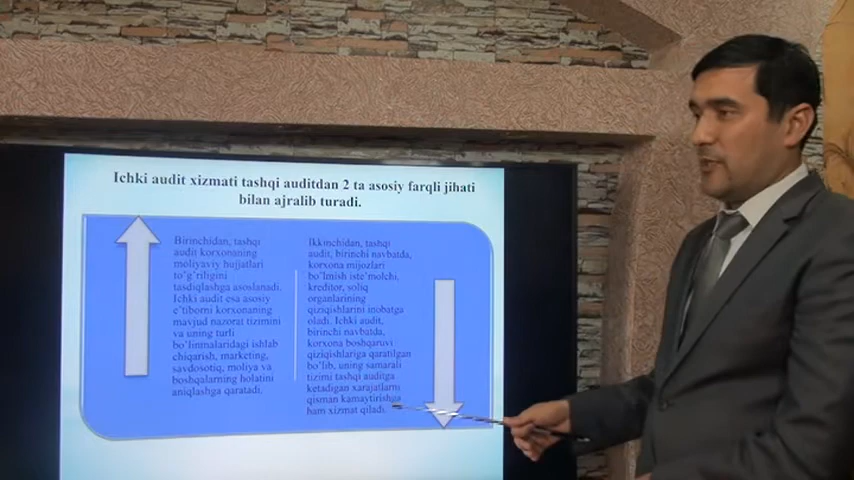 Ichki audit xizmati tashqi auditdan 2 ta asosiy farqli jihati
bilan ajralib turadi.
Birinchidan, tashqi
audit korxonaning
moliyaviy hujjatlari
to'g'riligini
tasdiqlashga asoslanadi.
Ichki audit esa asosiy
e'tiborni korxonaning
mavjud nazorat tizimini
va uning turli
bo'linmalaridagi ishlab
chiqarish, marketing,
savdosotiq, moliya va
boshqalarning holatini
aniqlashga qaratadi.
Ikkinchidan, tashqi
audit, birinchi navbatda,
korxona mijozlari
bo'lmish iste'molchi,
kreditor, soliq
organlarining
qiziqishlarini inobatga
oladi. Ichki audit,
birinchi navbatda,
korxona boshqaruvi
qiziqishlariga qaratilgan
bo'lib, uning samarali
tizimi tashqi auditga
ketadigan xarajatlarni
qisman kamaytirishga
ham xizmat qiladi.